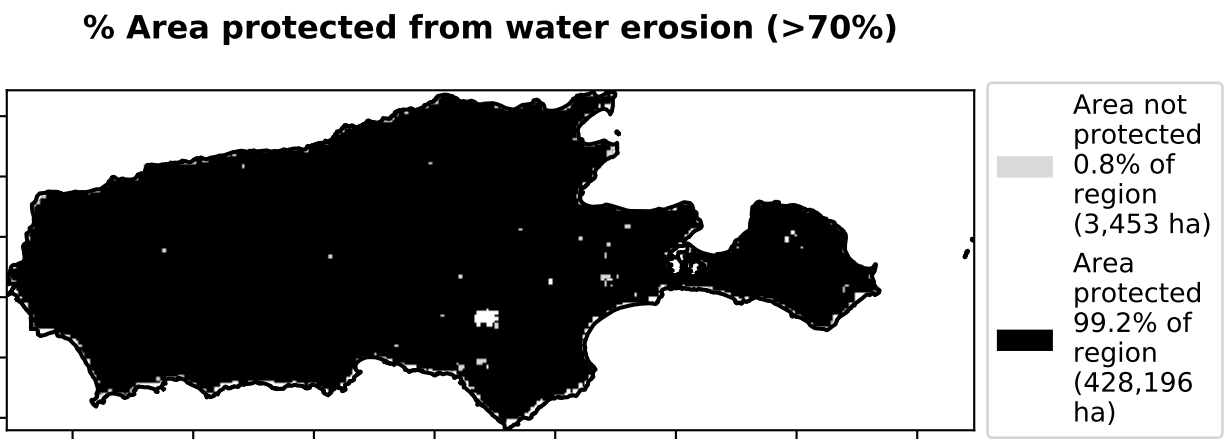 % Area protected from water erosion (>70%)
Area not
protected
0.8% of
region
(3,453 ha)
Area
protected
99.2% of
region
(428,196
ha)